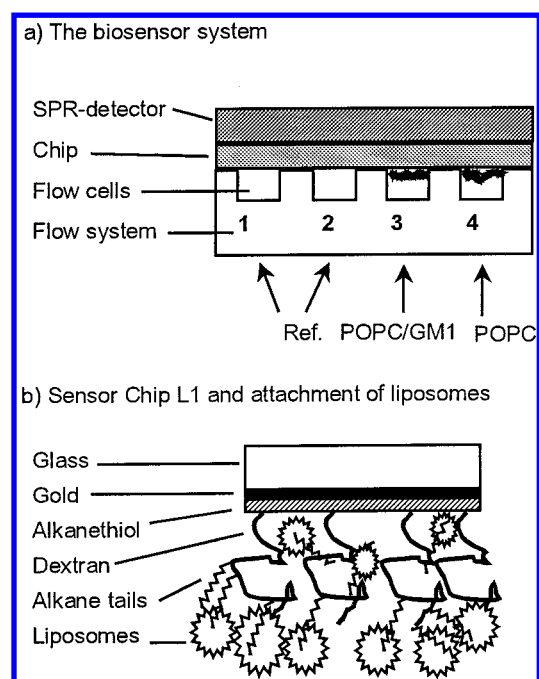 a) The biosensor system
SPR-detector
Chip
Flow cells
Flow system
1 2 3 4
Ref. POPC/GM1 POPC
b) Sensor Chip L1 and attachment of liposomes
Glass
Gold
Alkanethiol
Dextran
Alkane tails
Liposomes